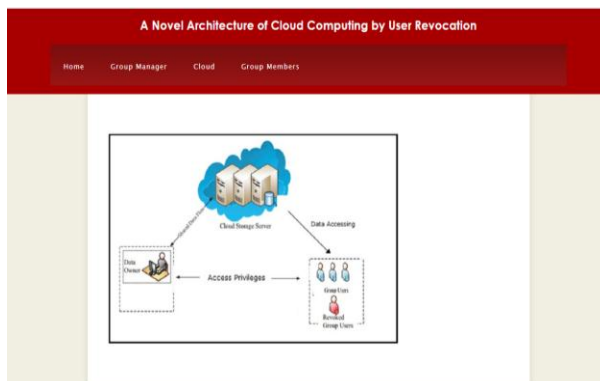 A Novel Architecture of Cloud Computing by User Revocation
Home Group Manager Cloud Group Members
Cloud Storage Server
Data Accessing
Data
Owner
Access Privileges
Group Users
Revoked
Group Users